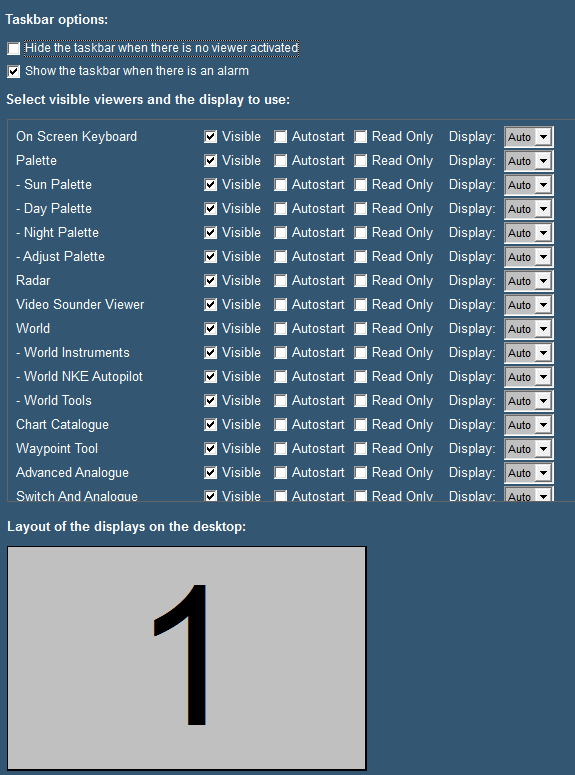 Taskbar options:
Hide the taskbar when there is no viewer activated
Show the taskbar when there is an alarm
Select visible viewers and the display to use:
On Screen Keyboard Visible Autostart Read Only Display: Auto
Palette Visible Autostart Read Only Display: Auto
- Sun Palette Visible Autostart Read Only Display: Auto
- Day Palette Visible Autostart Read Only Display: Auto
- Night Palette Visible Autostart Read Only Display: Auto
- Adjust Palette Visible Autostart Read Only Display: Auto
Radar Visible Autostart Read Only Display: Auto
Video Sounder Viewer Visible Autostart Read Only Display: Auto
World Visible Autostart Read Only Display: Auto
- World Instruments Visible Autostart Read Only Display: Auto
- World NKE Autopilot Visible Autostart Read Only Display: Auto
- World Tools Visible Autostart Read Only Display: Auto
Chart Catalogue Visible Autostart Read Only Display: Auto
Waypoint Tool Visible Autostart Read Only Display: Auto
Advanced Analogue Visible Autostart Read Only Display: Auto
Switch And Analogue Visible Autostart Read Only Display: Auto
Layout of the displays on the desktop:
1